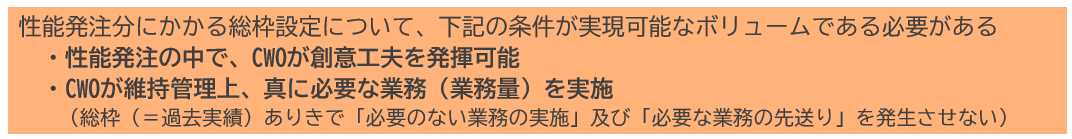 性能発注分にかかる総枠設定について、下記の条件が実現可能なボリュームである必要がある
・性能発注の中で、CWOが創意工夫を発揮可能
・CWOが維持管理上、真に必要な業務（業務量）を実施
（総枠（＝過去実績）ありきで「必要のない業務の実施」及び「必要な業務の先送り」を発生させない）